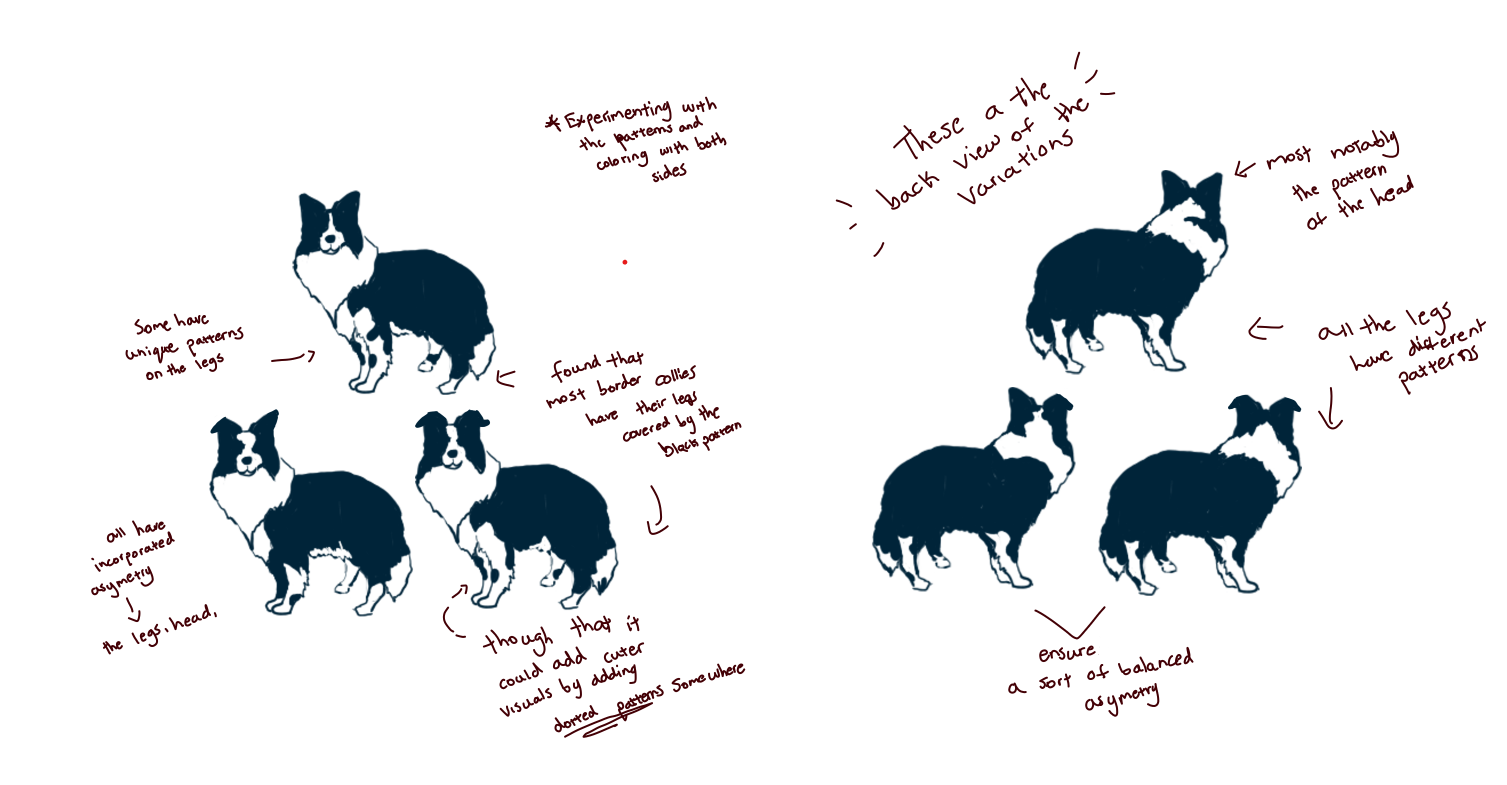 * Experimenting with
the patterns and
coloring with both
sides
Some have
unique patterns
on the legs
found that
most border collies
have their legs
covered by the
black pattern
all have
incorporated
asymetry
the legs, head,
though that it
could add cuter
visuals by adding
dotted patterns somewhere
These a the
back view of the
variations
most notably
the pattern
of the head
all the legs
have different
patterns
ensure
a sort of balanced
asymetry